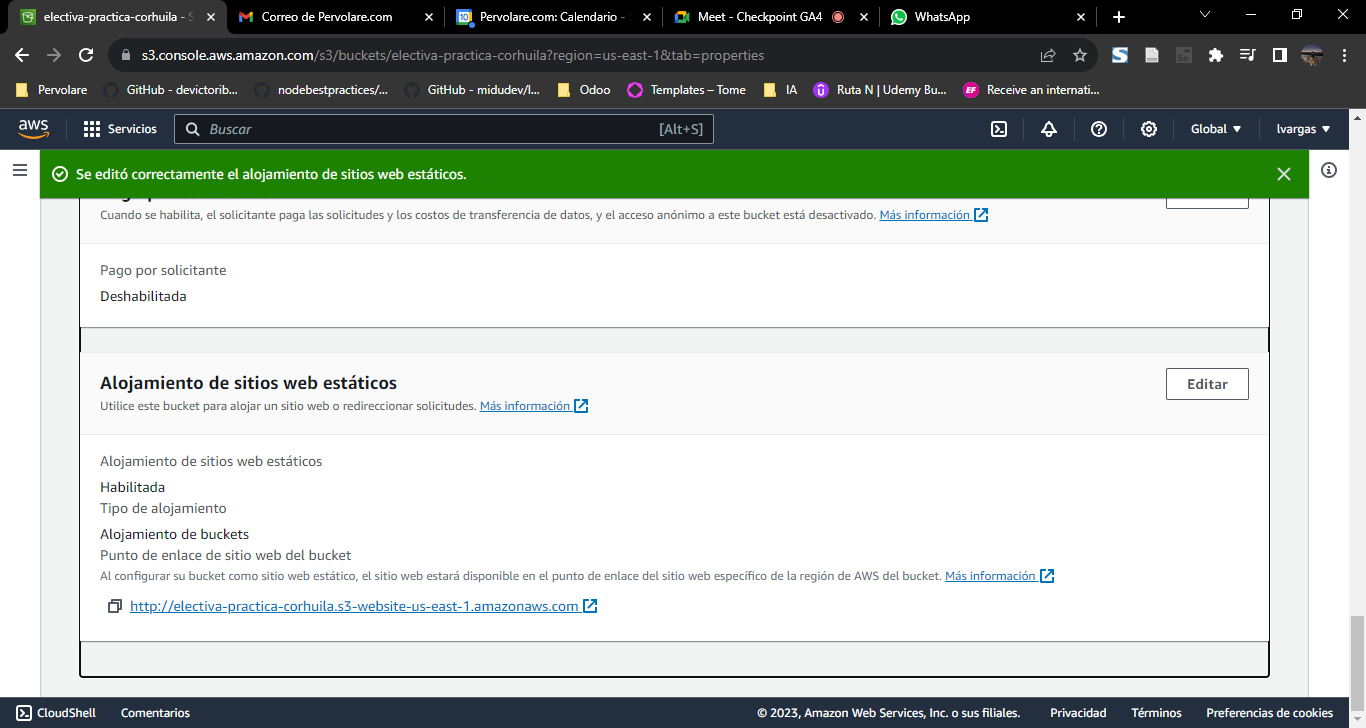 electiva-practica-corhuila - S
Correo de Pervolare.com
Pervolare.com: Calendario -
Meet - Checkpoint GA4
WhatsApp
s3.console.aws.amazon.com/s3/buckets/electiva-practica-corhuila?region=us-east-1&tab=properties
Pervolare
GitHub - devictorib...
nodebestpractices/...
GitHub - midudev/l...
Odoo
Templates – Tome
IA
Ruta N | Udemy Bu...
Receive an internati...
aws
Servicios
Buscar
[Alt+S]
Global
lvargas
Se editó correctamente el alojamiento de sitios web estáticos.
Cuando se habilita, el solicitante paga las solicitudes y los costos de transferencia de datos, y el acceso anónimo a este bucket está desactivado. Más información
Pago por solicitante
Deshabilitada
Alojamiento de sitios web estáticos
Editar
Utilice este bucket para alojar un sitio web o redireccionar solicitudes. Más información
Alojamiento de sitios web estáticos
Habilitada
Tipo de alojamiento
Alojamiento de buckets
Punto de enlace de sitio web del bucket
Al configurar su bucket como sitio web estático, el sitio web estará disponible en el punto de enlace del sitio web específico de la región de AWS del bucket. Más información
http://electiva-practica-corhuila.s3-website-us-east-1.amazonaws.com
CloudShell
Comentarios
© 2023, Amazon Web Services, Inc. o sus filiales.
Privacidad
Términos
Preferencias de cookies